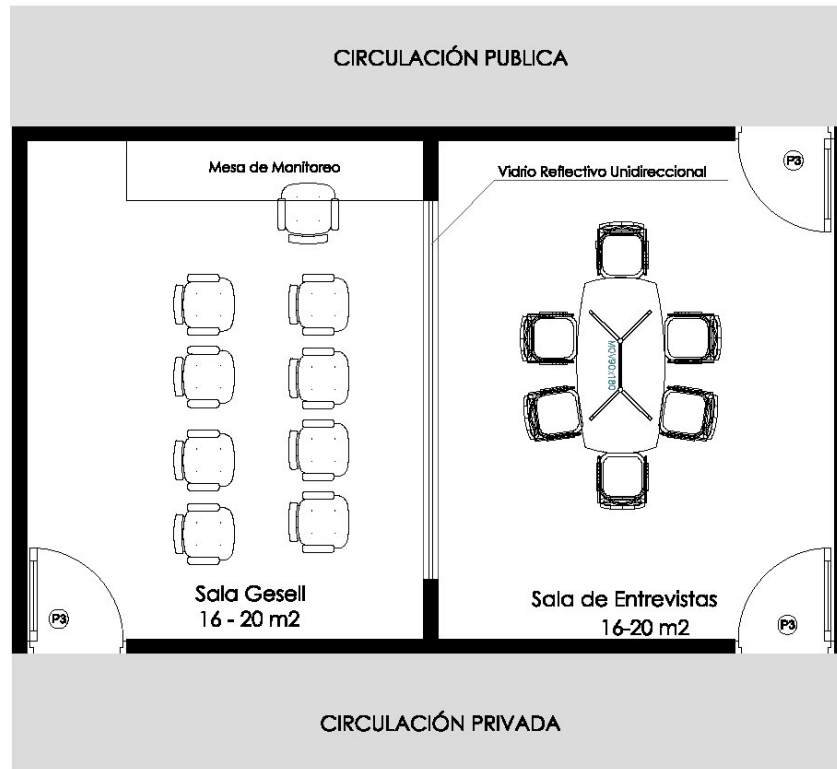 CIRCULACIÓN PUBLICA
Mesa de Monitoreo
Vidrio Reflectivo Unidireccional
P3
MOV90x180
Sala Gesell
16 - 20 m2
Sala de Entrevistas
16-20 m2
P3
P3
CIRCULACIÓN PRIVADA